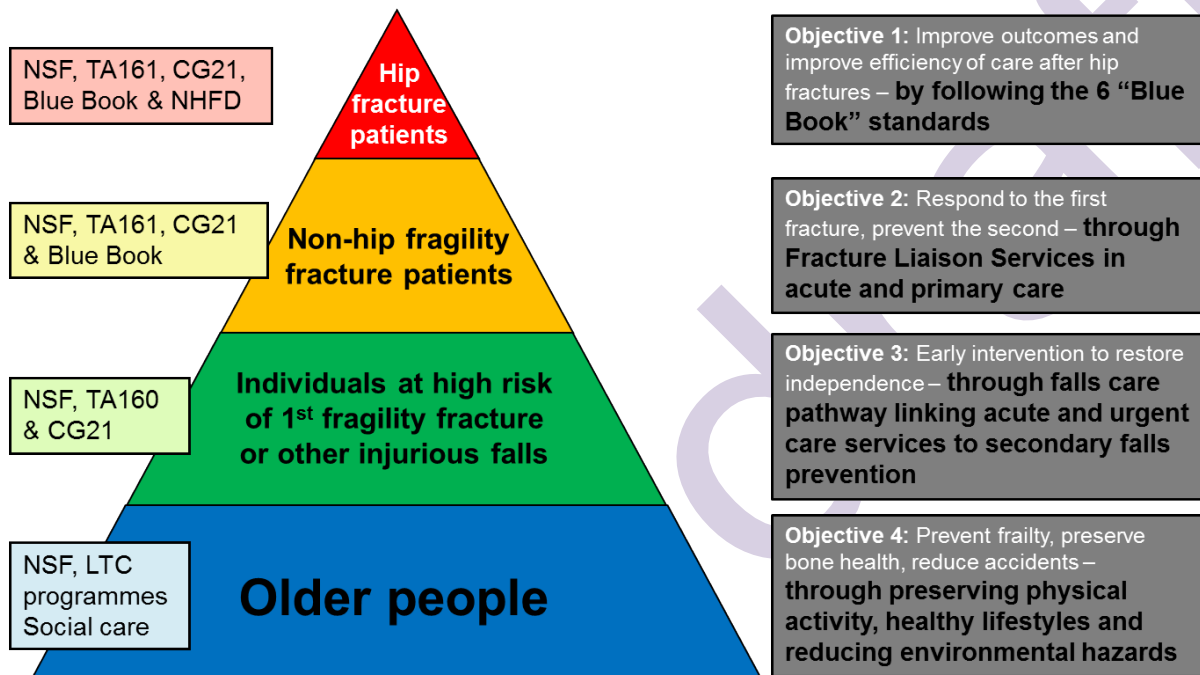 NSF, TA161, CG21,
Blue Book & NHFD
Hip
fracture
patients
Objective 1: Improve outcomes and
improve efficiency of care after hip
fractures – by following the 6 “Blue
Book” standards
NSF, TA161, CG21
& Blue Book
Non-hip fragility
fracture patients
Objective 2: Respond to the first
fracture, prevent the second – through
Fracture Liaison Services in
acute and primary care
NSF, TA160
& CG21
Individuals at high risk
of 1st fragility fracture
or other injurious falls
Objective 3: Early intervention to restore
independence – through falls care
pathway linking acute and urgent
care services to secondary falls
prevention
NSF, LTC
programmes
Social care
Older people
Objective 4: Prevent frailty, preserve
bone health, reduce accidents –
through preserving physical
activity, healthy lifestyles and
reducing environmental hazards